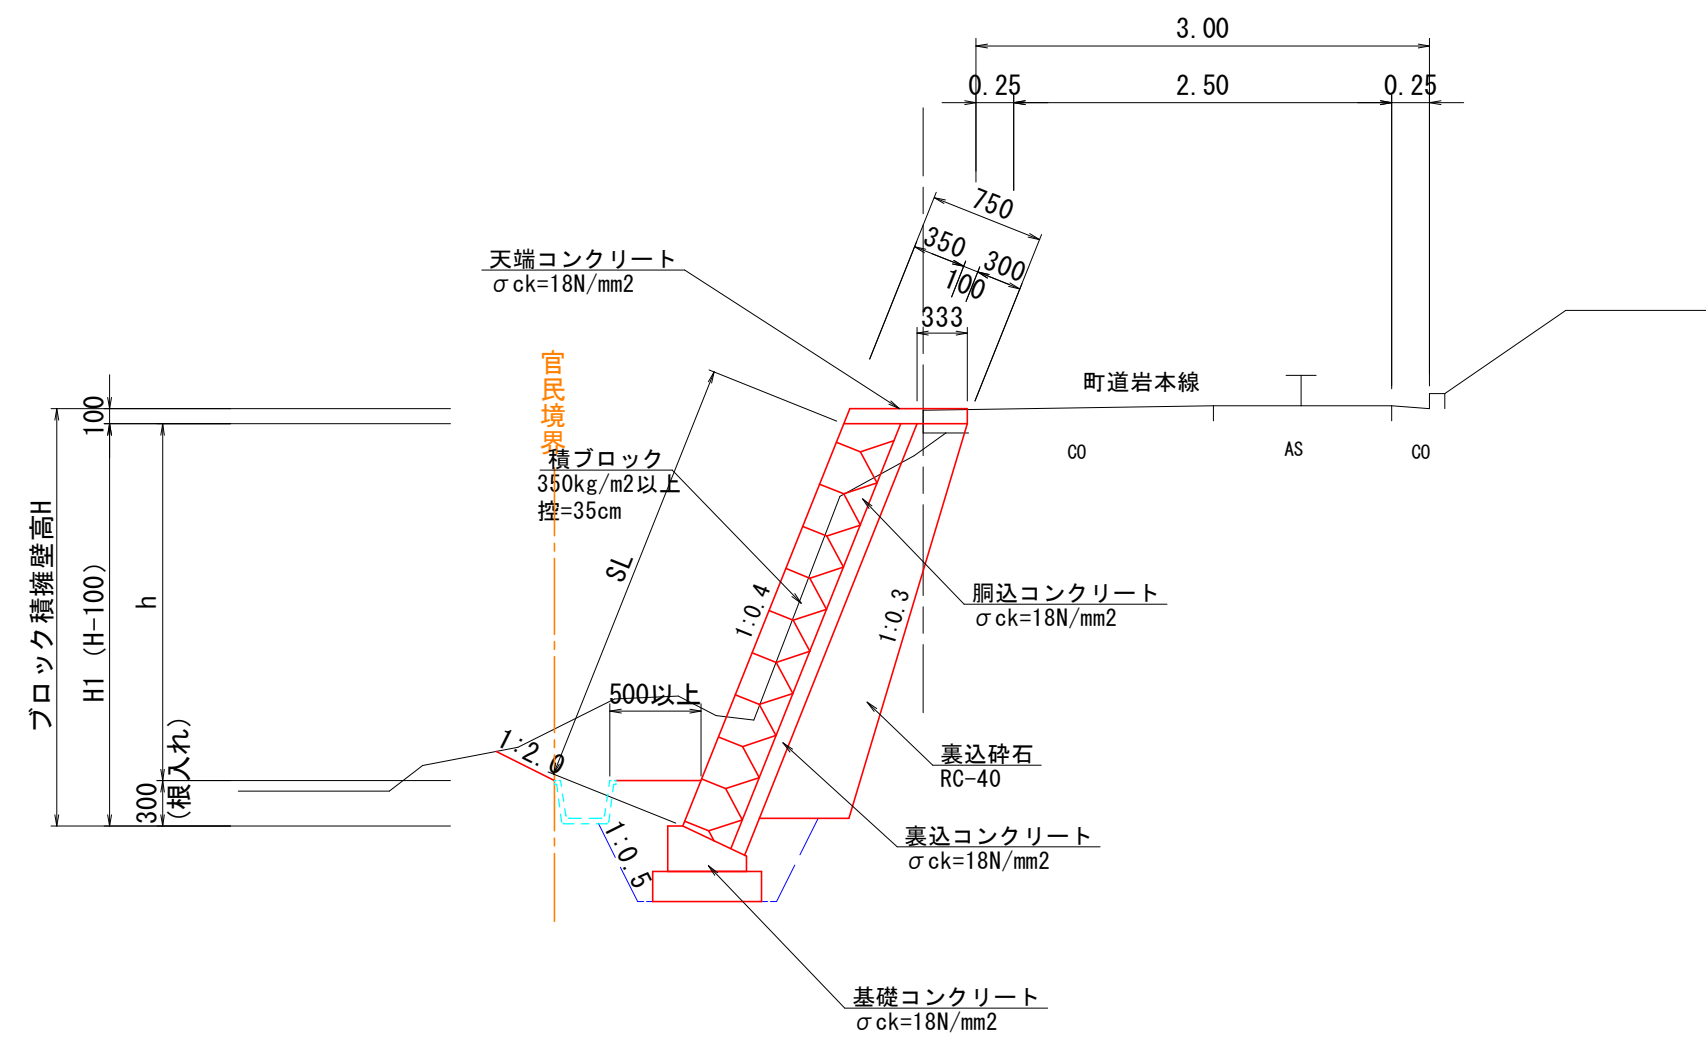 3.00
0.25
2.50
0.25
750
350
300
100
333
天端コンクリート
σck=18N/mm2
官民境界
町道岩本線
CO
AS
CO
積ブロック
350kg/m2以上
控=35cm
100
ブロック積擁壁高H
H1 (H-100)
h
SL
1:0.4
1:0.3
胴込コンクリート
σck=18N/mm2
500以上
1:2.0
300
(根入れ)
裏込砕石
RC-40
裏込コンクリート
σck=18N/mm2
1:0.5
基礎コンクリート
σck=18N/mm2